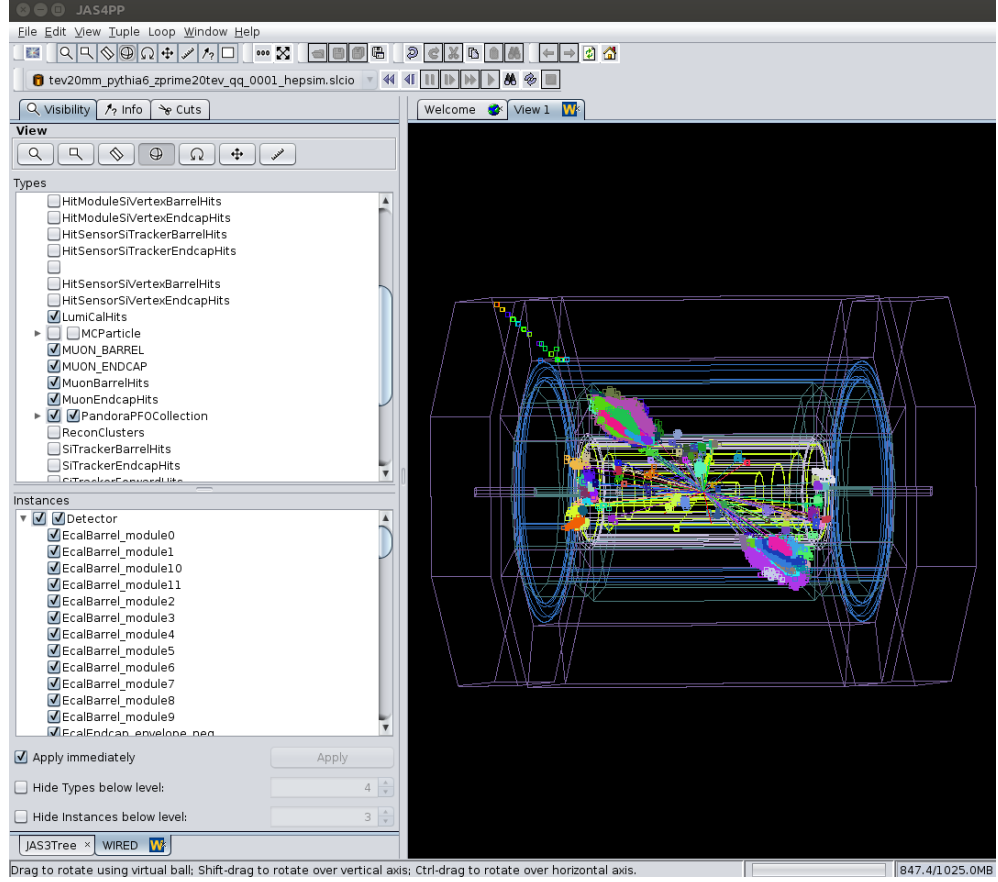 JAS4PP
File Edit View Tuple Loop Window Help
tev20mm_pythia6_zprime20tev_qq_0001_hepsim.slcio
Visibility Info Cuts
Welcome View 1 W
View
Types
HitModuleSiVertexBarrelHits
HitModuleSiVertexEndcapHits
HitSensorSiTrackerBarrelHits
HitSensorSiTrackerEndcapHits
HitSensorSiVertexBarrelHits
HitSensorSiVertexEndcapHits
LumiCalHits
MCParticle
MUON_BARREL
MUON_ENDCAP
MuonBarrelHits
MuonEndcapHits
PandoraPFOCollection
ReconClusters
SiTrackerBarrelHits
SiTrackerEndcapHits
SiTrackerForwardHits
Instances
Detector
EcalBarrel_module0
EcalBarrel_module1
EcalBarrel_module10
EcalBarrel_module11
EcalBarrel_module2
EcalBarrel_module3
EcalBarrel_module4
EcalBarrel_module5
EcalBarrel_module6
EcalBarrel_module7
EcalBarrel_module8
EcalBarrel_module9
EcalEndcap_envelope_neg
Apply immediately Apply
Hide Types below level: 4
Hide Instances below level: 3
JAS3Tree × WIRED W
Drag to rotate using virtual ball; Shift-drag to rotate over vertical axis; Ctrl-drag to rotate over horizontal axis. 847.4/1025.0MB